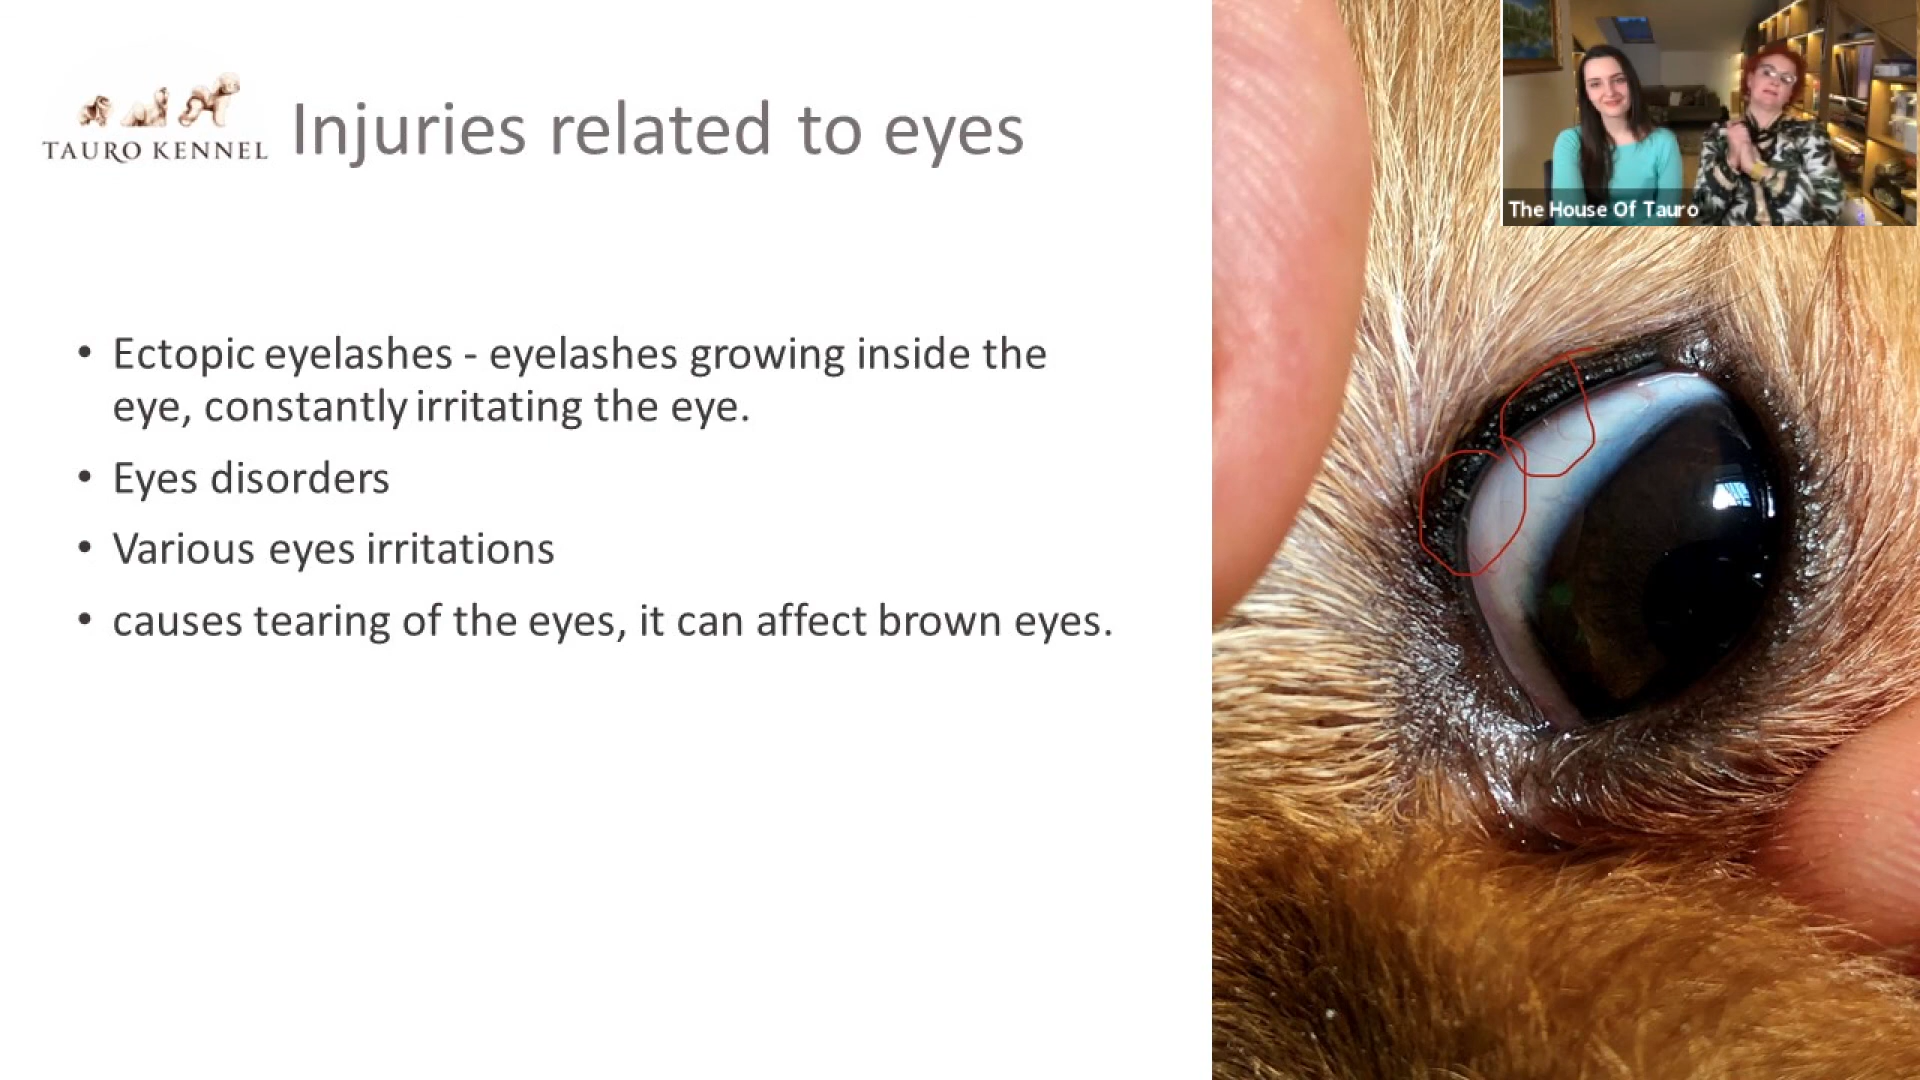 TAURO KENNEL
Injuries related to eyes
The House Of Tauro
• Ectopic eyelashes - eyelashes growing inside the
eye, constantly irritating the eye.
• Eyes disorders
• Various eyes irritations
• causes tearing of the eyes, it can affect brown eyes.